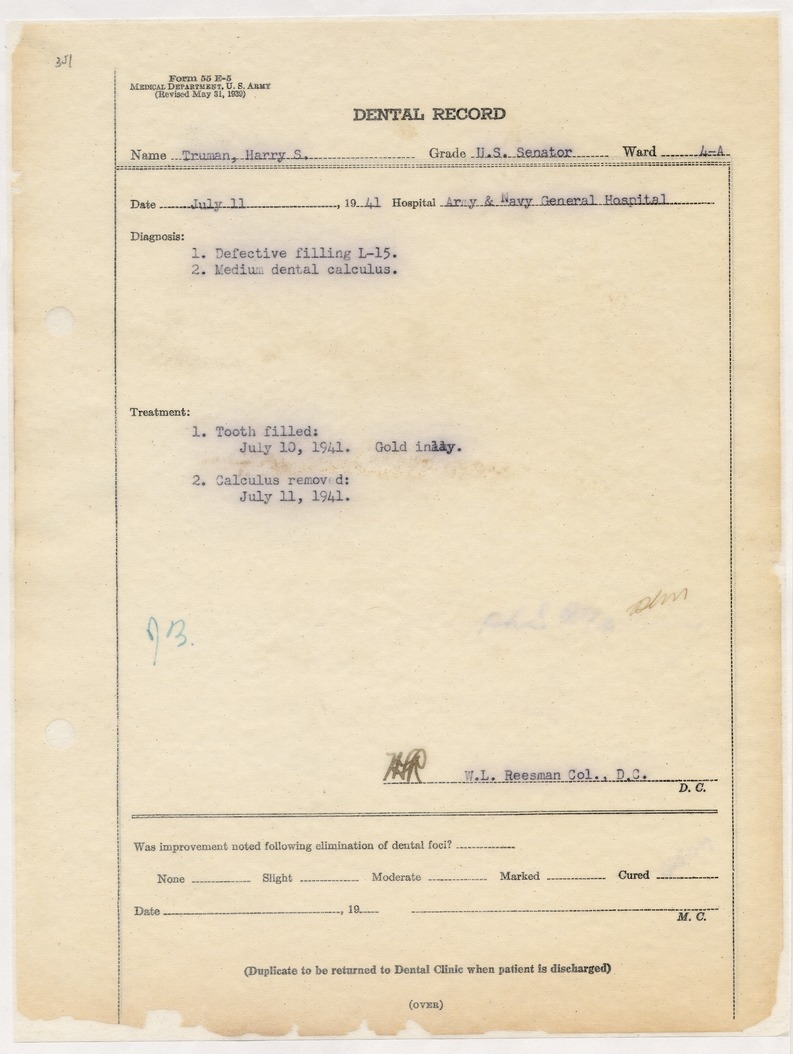 351
Form 55 E-5
MEDICAL DEPARTMENT, U. S. ARMY
(Revised May 31, 1939)
DENTAL RECORD
Name Truman, Harry S. Grade U.S. Senator Ward 4-A
Date July 11, 19 41 Hospital Army & Navy General Hospital
Diagnosis:
1. Defective filling L-15.
2. Medium dental calculus.
Treatment:
1. Tooth filled:
July 10, 1941. Gold inlay.
2. Calculus removed:
July 11, 1941.
W.L. Reesman Col., D.C.
D. C.
Was improvement noted following elimination of dental foci?
None Slight Moderate Marked Cured
Date , 19
M. C.
(Duplicate to be returned to Dental Clinic when patient is discharged)
(OVER)